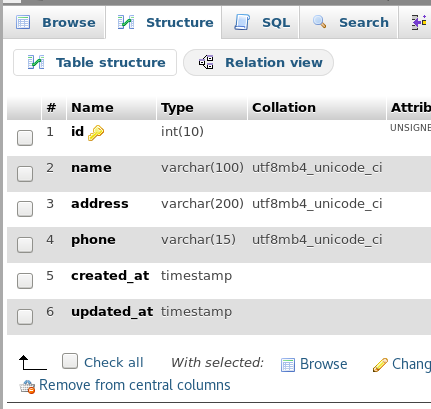 Browse Structure SQL Search
Table structure Relation view
# Name Type Collation Attrib
1 id int(10) UNSIGNE
2 name varchar(100) utf8mb4_unicode_ci
3 address varchar(200) utf8mb4_unicode_ci
4 phone varchar(15) utf8mb4_unicode_ci
5 created_at timestamp
6 updated_at timestamp
Check all With selected: Browse Chang
Remove from central columns